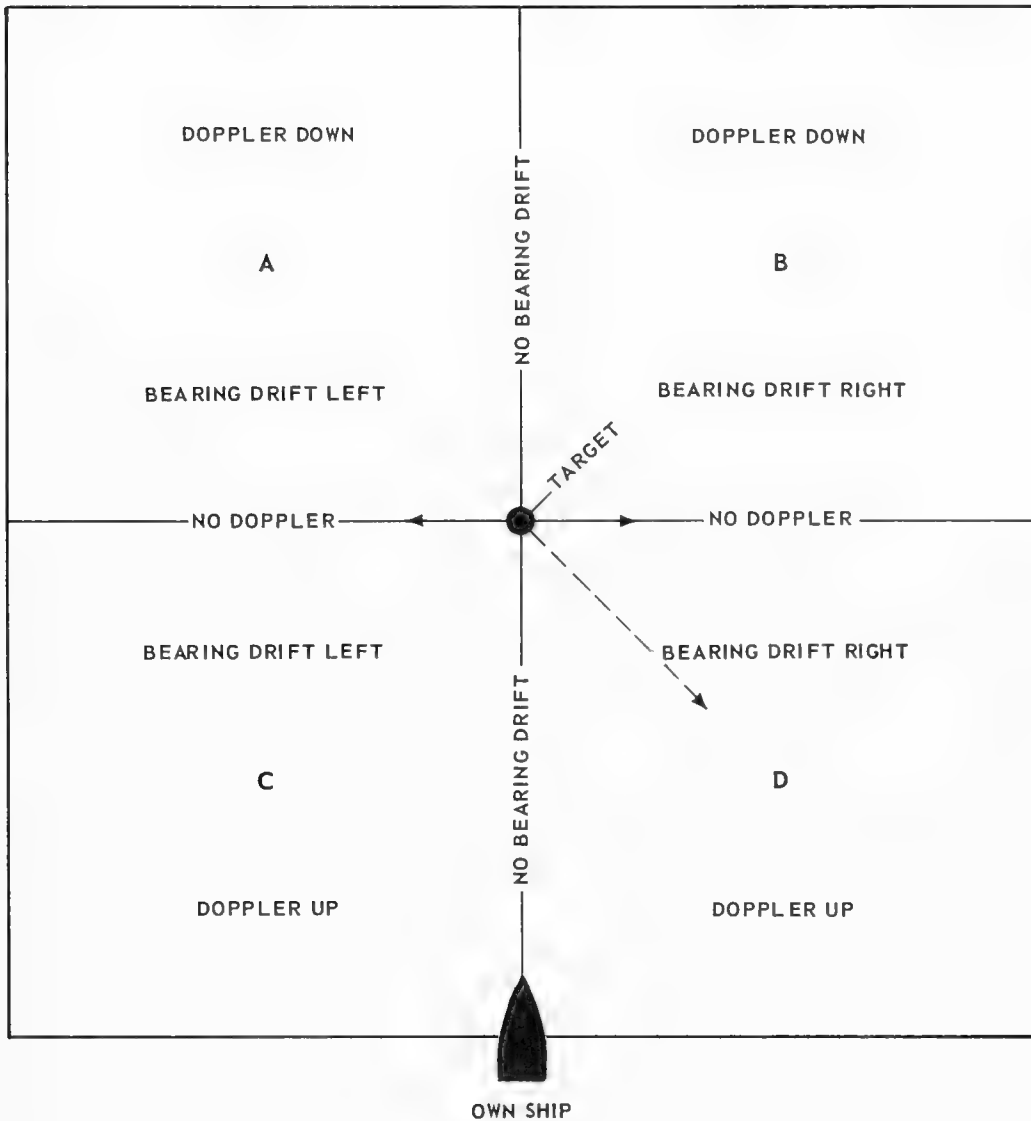 DOPPLER DOWN
DOPPLER DOWN
NO BEARING DRIFT
A
B
BEARING DRIFT LEFT
BEARING DRIFT RIGHT
TARGET
NO DOPPLER
NO DOPPLER
BEARING DRIFT LEFT
BEARING DRIFT RIGHT
NO BEARING DRIFT
C
D
DOPPLER UP
DOPPLER UP
OWN SHIP